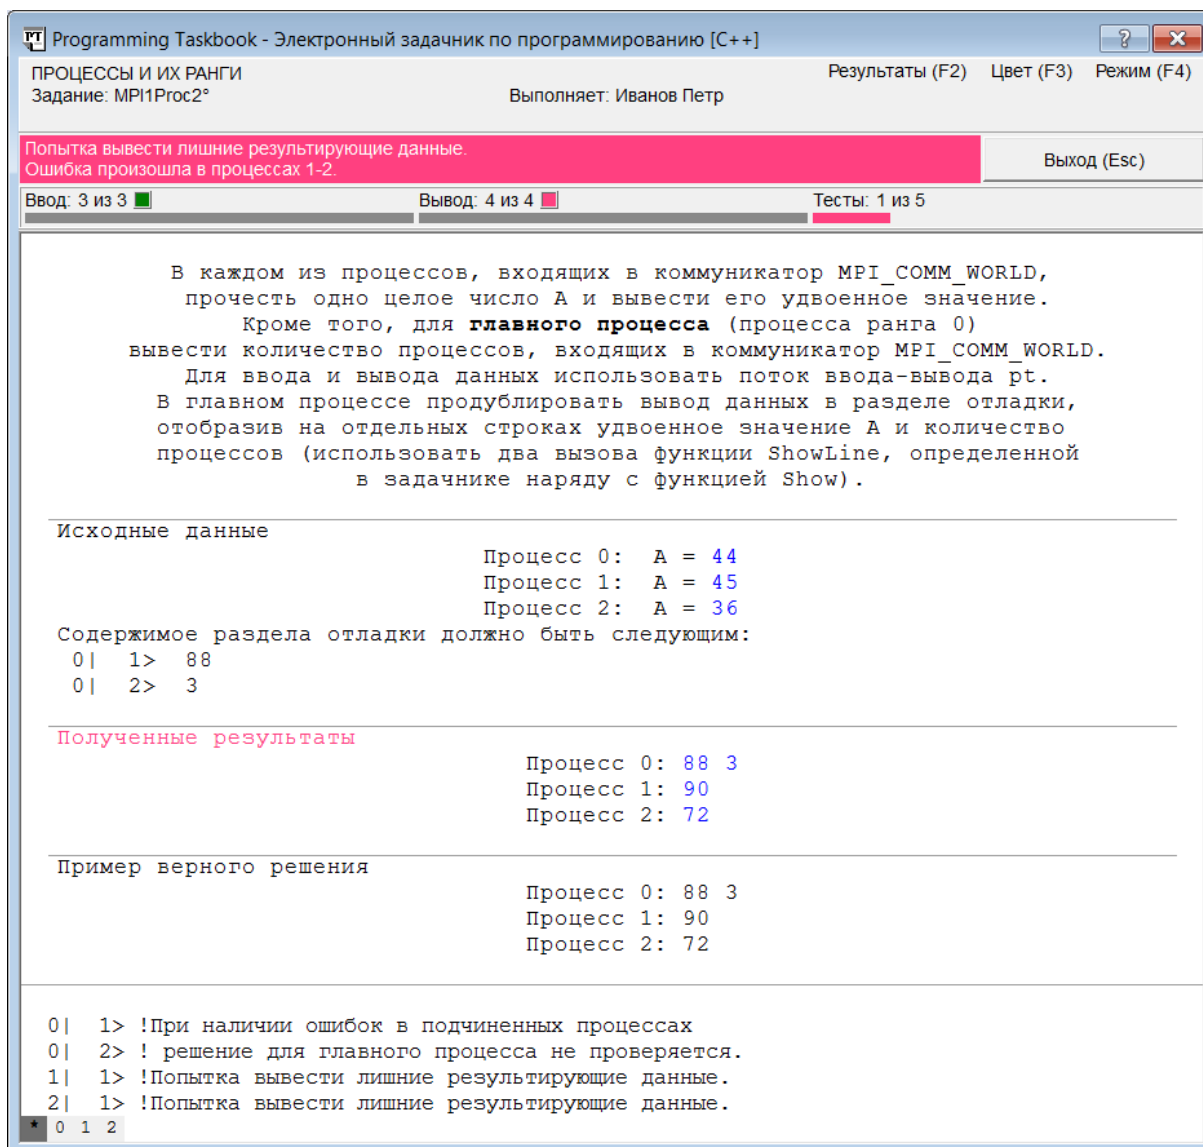 Programming Taskbook - Электронный задачник по программированию [C++]
ПРОЦЕССЫ И ИХ РАНГИ
Результаты (F2) Цвет (F3) Режим (F4)
Задание: MPI1Proc2° Выполняет: Иванов Петр
Попытка вывести лишние результирующие данные.
Ошибка произошла в процессах 1-2.
Выход (Esc)
Ввод: 3 из 3 Вывод: 4 из 4 Тесты: 1 из 5
В каждом из процессов, входящих в коммуникатор MPI_COMM_WORLD,
прочесть одно целое число A и вывести его удвоенное значение.
Кроме того, для главного процесса (процесса ранга 0)
вывести количество процессов, входящих в коммуникатор MPI_COMM_WORLD.
Для ввода и вывода данных использовать поток ввода-вывода pt.
В главном процессе продублировать вывод данных в разделе отладки,
отобразив на отдельных строках удвоенное значение A и количество
процессов (использовать два вызова функции ShowLine, определенной
в задачнике наряду с функцией Show).
Исходные данные
Процесс 0: A = 44
Процесс 1: A = 45
Процесс 2: A = 36
Содержимое раздела отладки должно быть следующим:
0| 1> 88
0| 2> 3
Полученные результаты
Процесс 0: 88 3
Процесс 1: 90
Процесс 2: 72
Пример верного решения
Процесс 0: 88 3
Процесс 1: 90
Процесс 2: 72
0| 1> !При наличии ошибок в подчиненных процессах
0| 2> ! решение для главного процесса не проверяется.
1| 1> !Попытка вывести лишние результирующие данные.
2| 1> !Попытка вывести лишние результирующие данные.
* 0 1 2